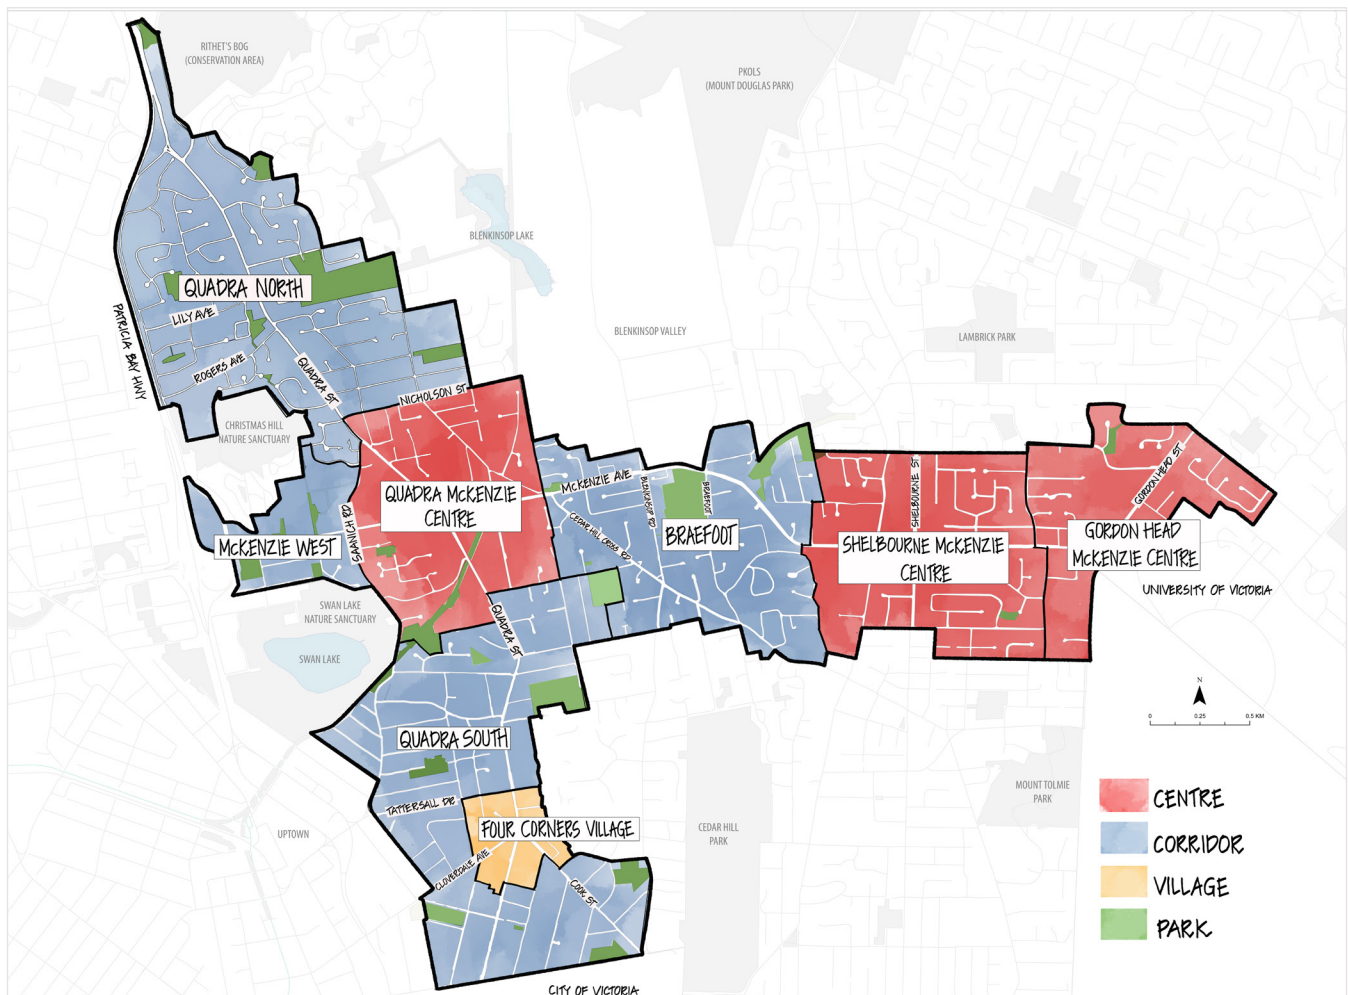 RITHET'S BOG
(CONSERVATION AREA)
PKOLS
(MOUNT DOUGLAS PARK)
BLENKINSOP LAKE
QUADRA NORTH
LILY AVE
PATRICIA BAY HWY
ROGERS AVE
QUADRA ST
BLENKINSOP VALLEY
LAMBRICK PARK
NICHOLSON ST
CHRISTMAS HILL
NATURE SANCTUARY
QUADRA McKENZIE
CENTRE
McKENZIE AVE
BLENKINSOP RD
BRAEFOOT
SHELBOURNE ST
GORDON HEAD ST
SAANICH RD
CEDAR HILL CROSS RD
BRAEFOOT
McKENZIE WEST
SHELBOURNE McKENZIE
CENTRE
GORDON HEAD
McKENZIE CENTRE
UNIVERSITY OF VICTORIA
SWAN LAKE
NATURE SANCTUARY
QUADRA ST
SWAN LAKE
N
0 0.25 0.5 KM
QUADRA SOUTH
TATTERSALL DR
MOUNT TOLMIE
PARK
CENTRE
UPTOWN
FOUR CORNERS VILLAGE
CEDAR HILL
PARK
CORRIDOR
CLOVERDALE AVE
COOK ST
VILLAGE
PARK
CITY OF VICTORIA